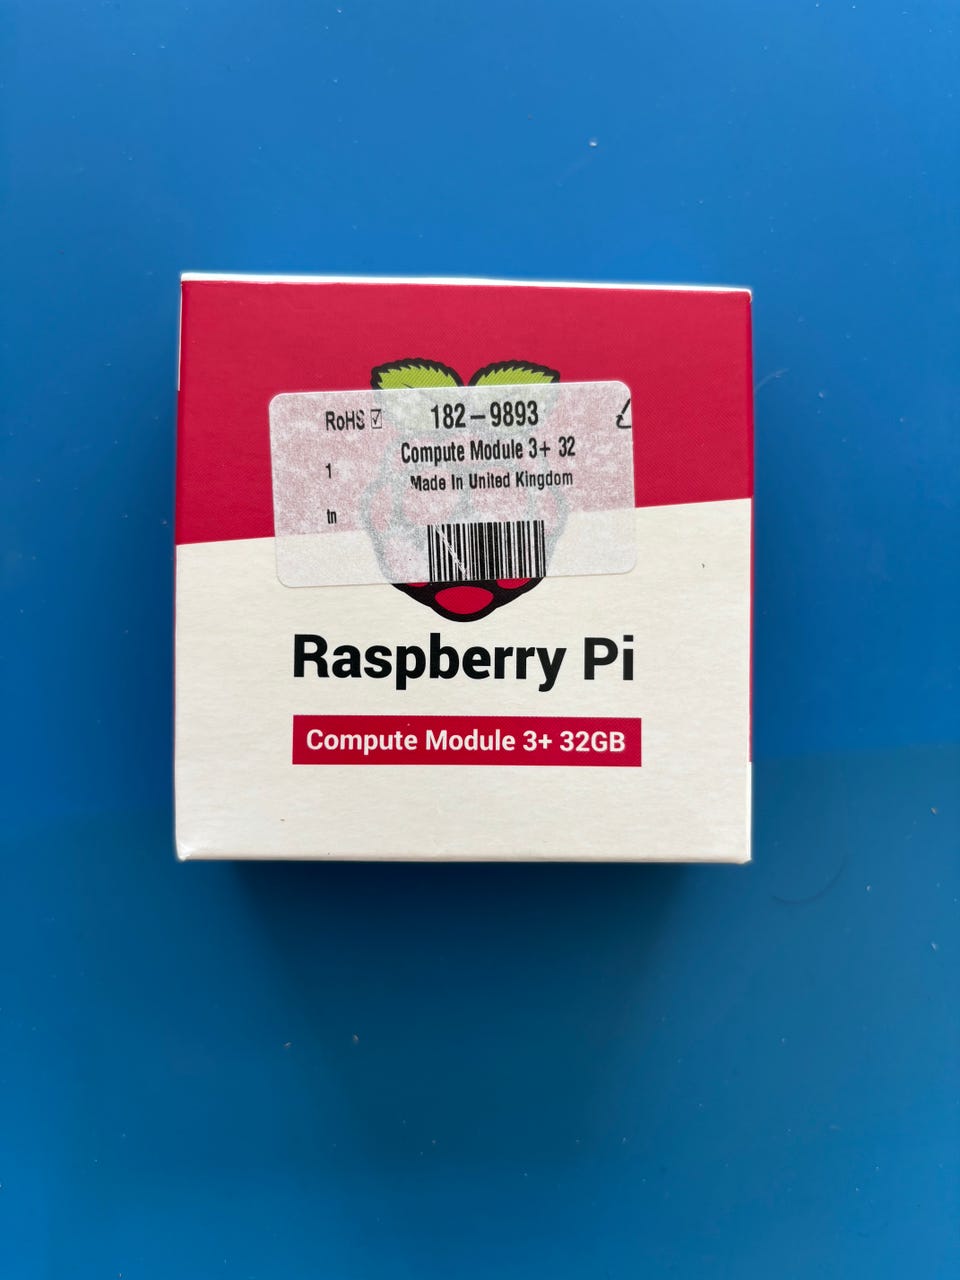 RoHS ☑ 182-9893
Compute Module 3+ 32
1
Made In United Kingdom
tn
Raspberry Pi
Compute Module 3+ 32GB